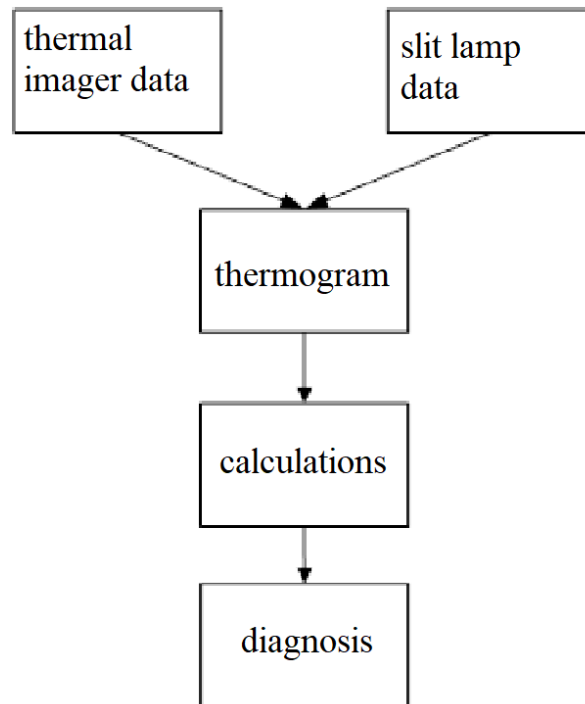 thermal
imager data
slit lamp
data
thermogram
calculations
diagnosis